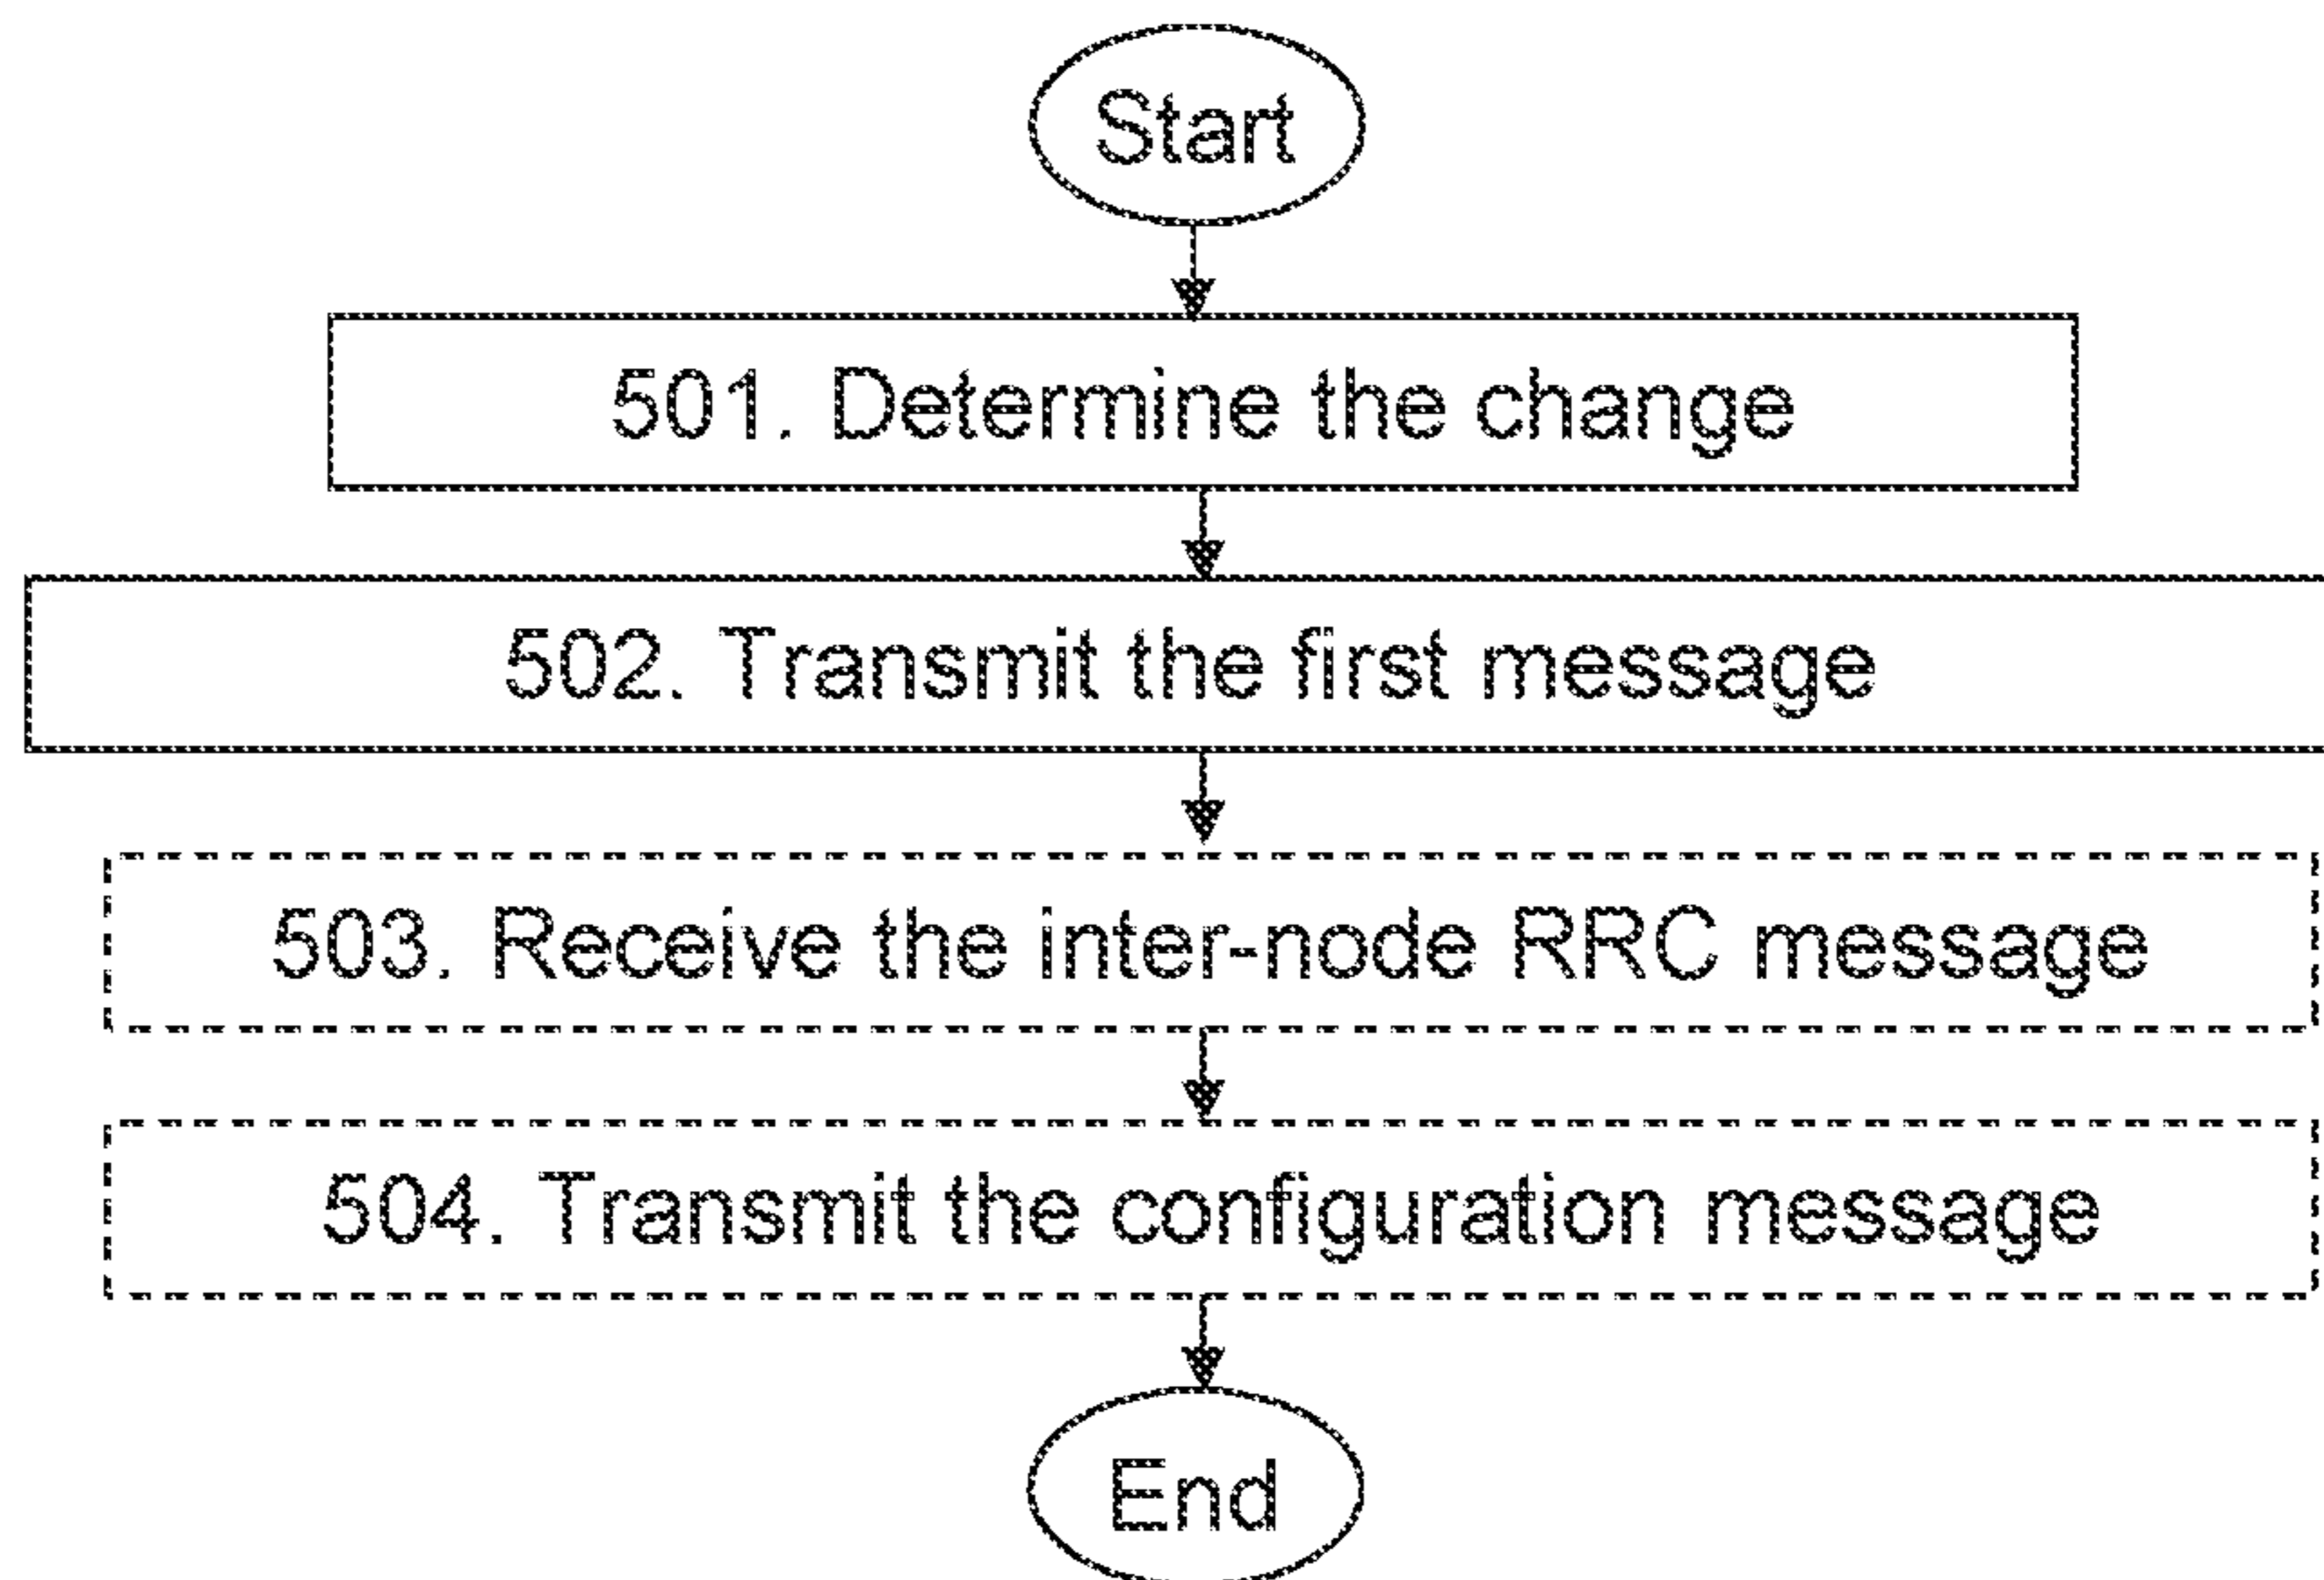 Start
501. Determine the change
502. Transmit the first message
503. Receive the inter-node RRC message
504. Transmit the configuration message
End